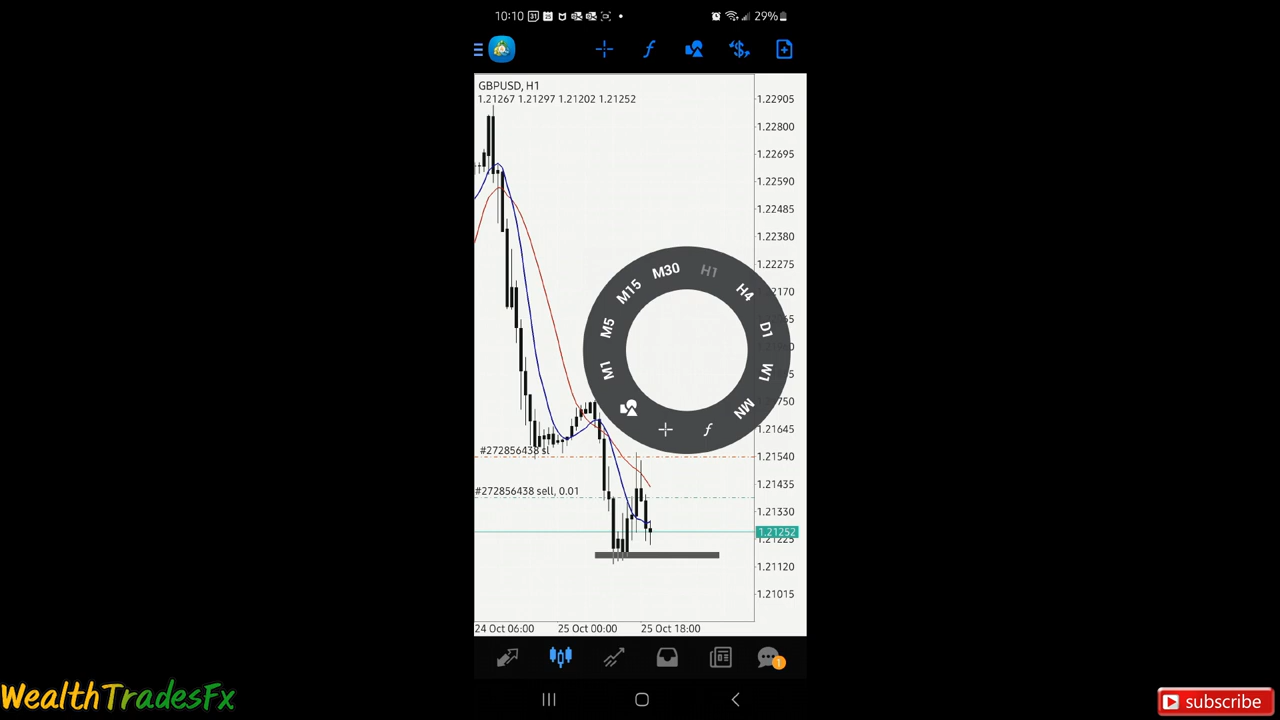 10:10
29%
GBPUSD, H1
1.21267 1.21297 1.21202 1.21252
1.22905
1.22800
1.22695
1.22590
1.22485
1.22380
1.22275
M30
H1
M15
H4
M5
D1
M1
W1
MN
1.21645
1.21540
1.21435
1.21330
1.21252
1.21225
1.21120
1.21015
#272856438 sl
#272856438 sell, 0.01
24 Oct 06:00
25 Oct 00:00
25 Oct 18:00
WealthTradesFx
subscribe